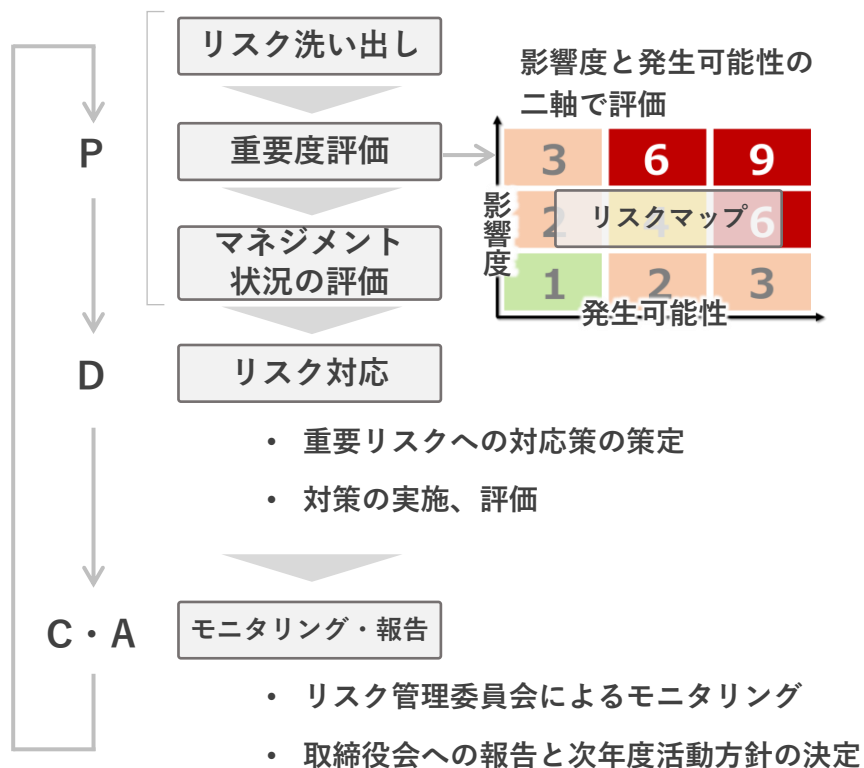 リスク洗い出し
影響度と発生可能性の
二軸で評価
P
重要度評価
3 6 9
影響度
2 4 6
リスクマップ
マネジメント
状況の評価
1 2 3
発生可能性
D
リスク対応
• 重要リスクへの対応策の策定
• 対策の実施、評価
C・A
モニタリング・報告
• リスク管理委員会によるモニタリング
• 取締役会への報告と次年度活動方針の決定